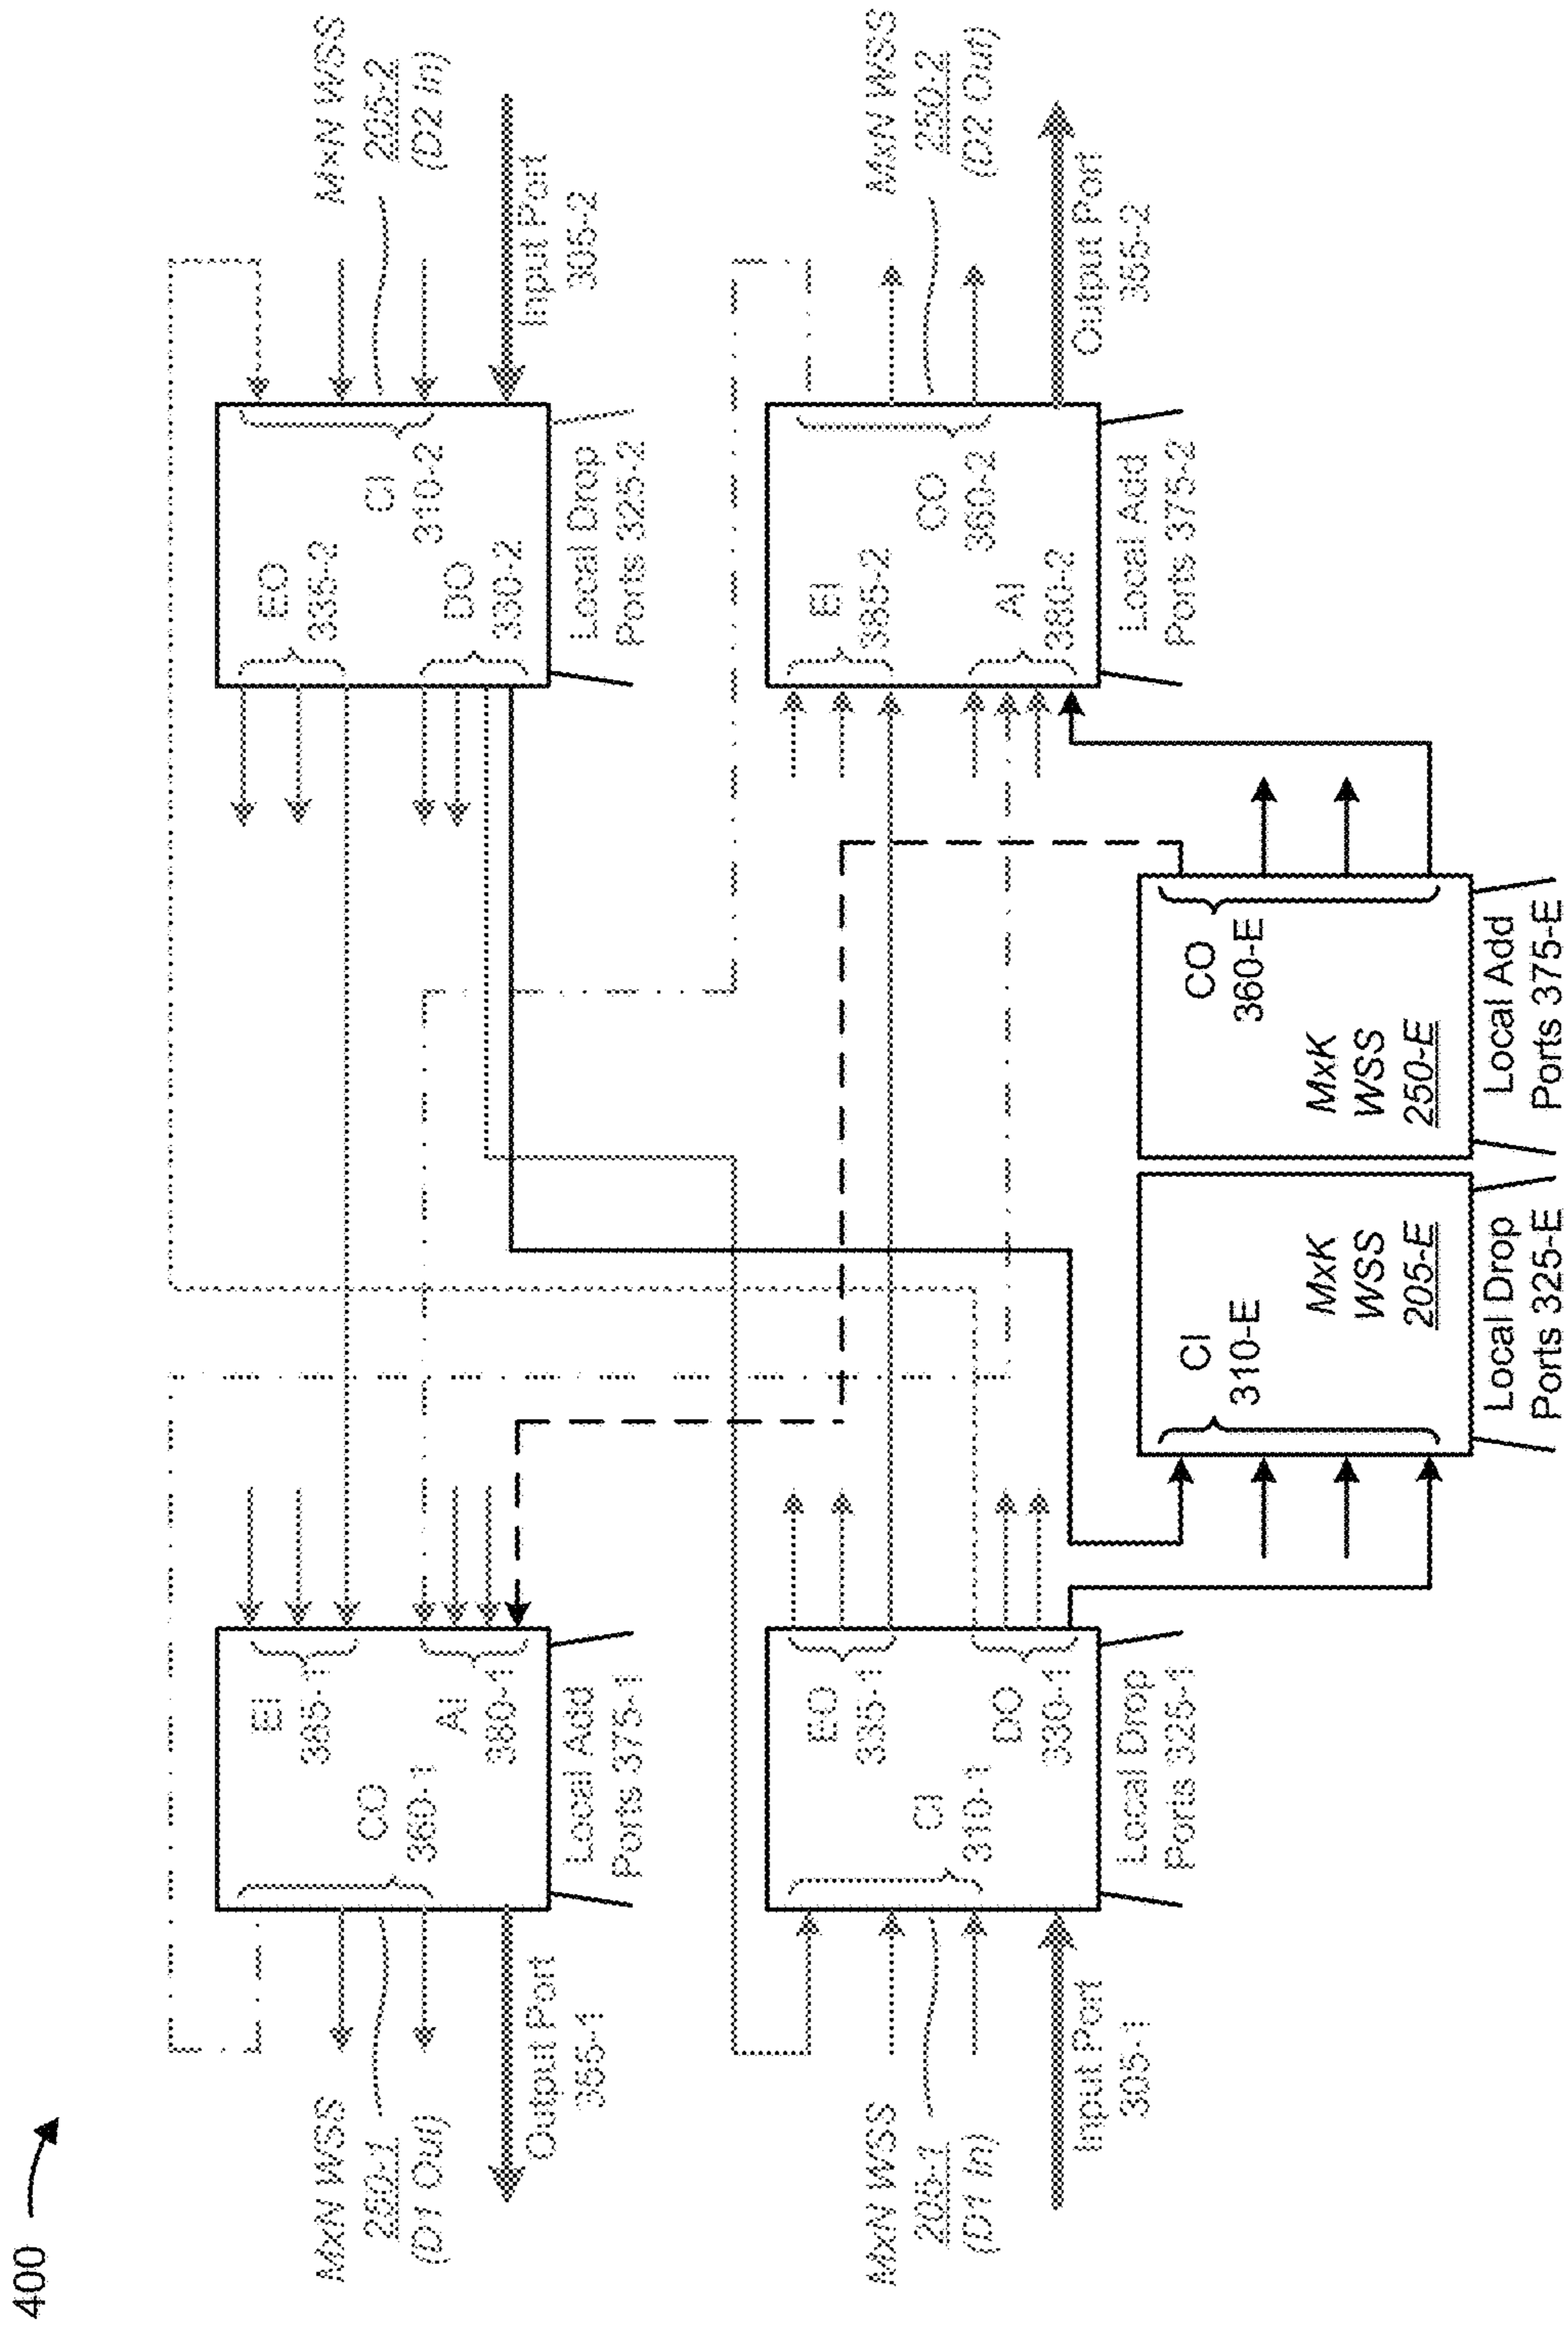 400
MxN WSS
250-1
(D1 Out)
Output Port
355-1
EI
385-1
CO
360-1
AI
380-1
Local Add
Ports 375-1
EO
335-2
CI
310-2
DO
330-2
Local Drop
Ports 325-2
MxN WSS
205-2
(D2 In)
Input Port
305-2
MxN WSS
205-1
(D1 In)
Input Port
305-1
EO
335-1
CI
310-1
DO
330-1
Local Drop
Ports 325-1
EI
385-2
CO
360-2
AI
380-2
Local Add
Ports 375-2
MxN WSS
250-2
(D2 Out)
Output Port
355-2
CI
310-E
MxK
WSS
205-E
Local Drop
Ports 325-E
CO
360-E
MxK
WSS
250-E
Local Add
Ports 375-E